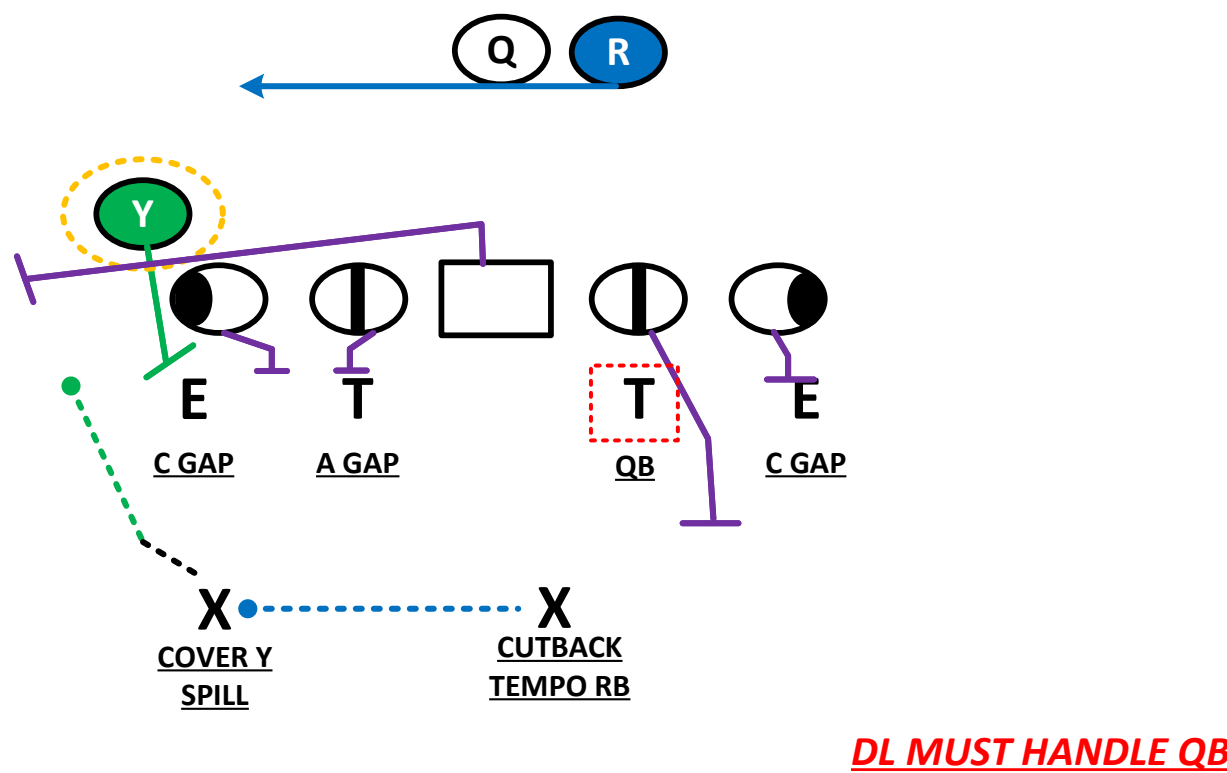 Q R
Y
E T T E
C GAP A GAP QB C GAP
X X
COVER Y
SPILL
CUTBACK
TEMPO RB
DL MUST HANDLE QB